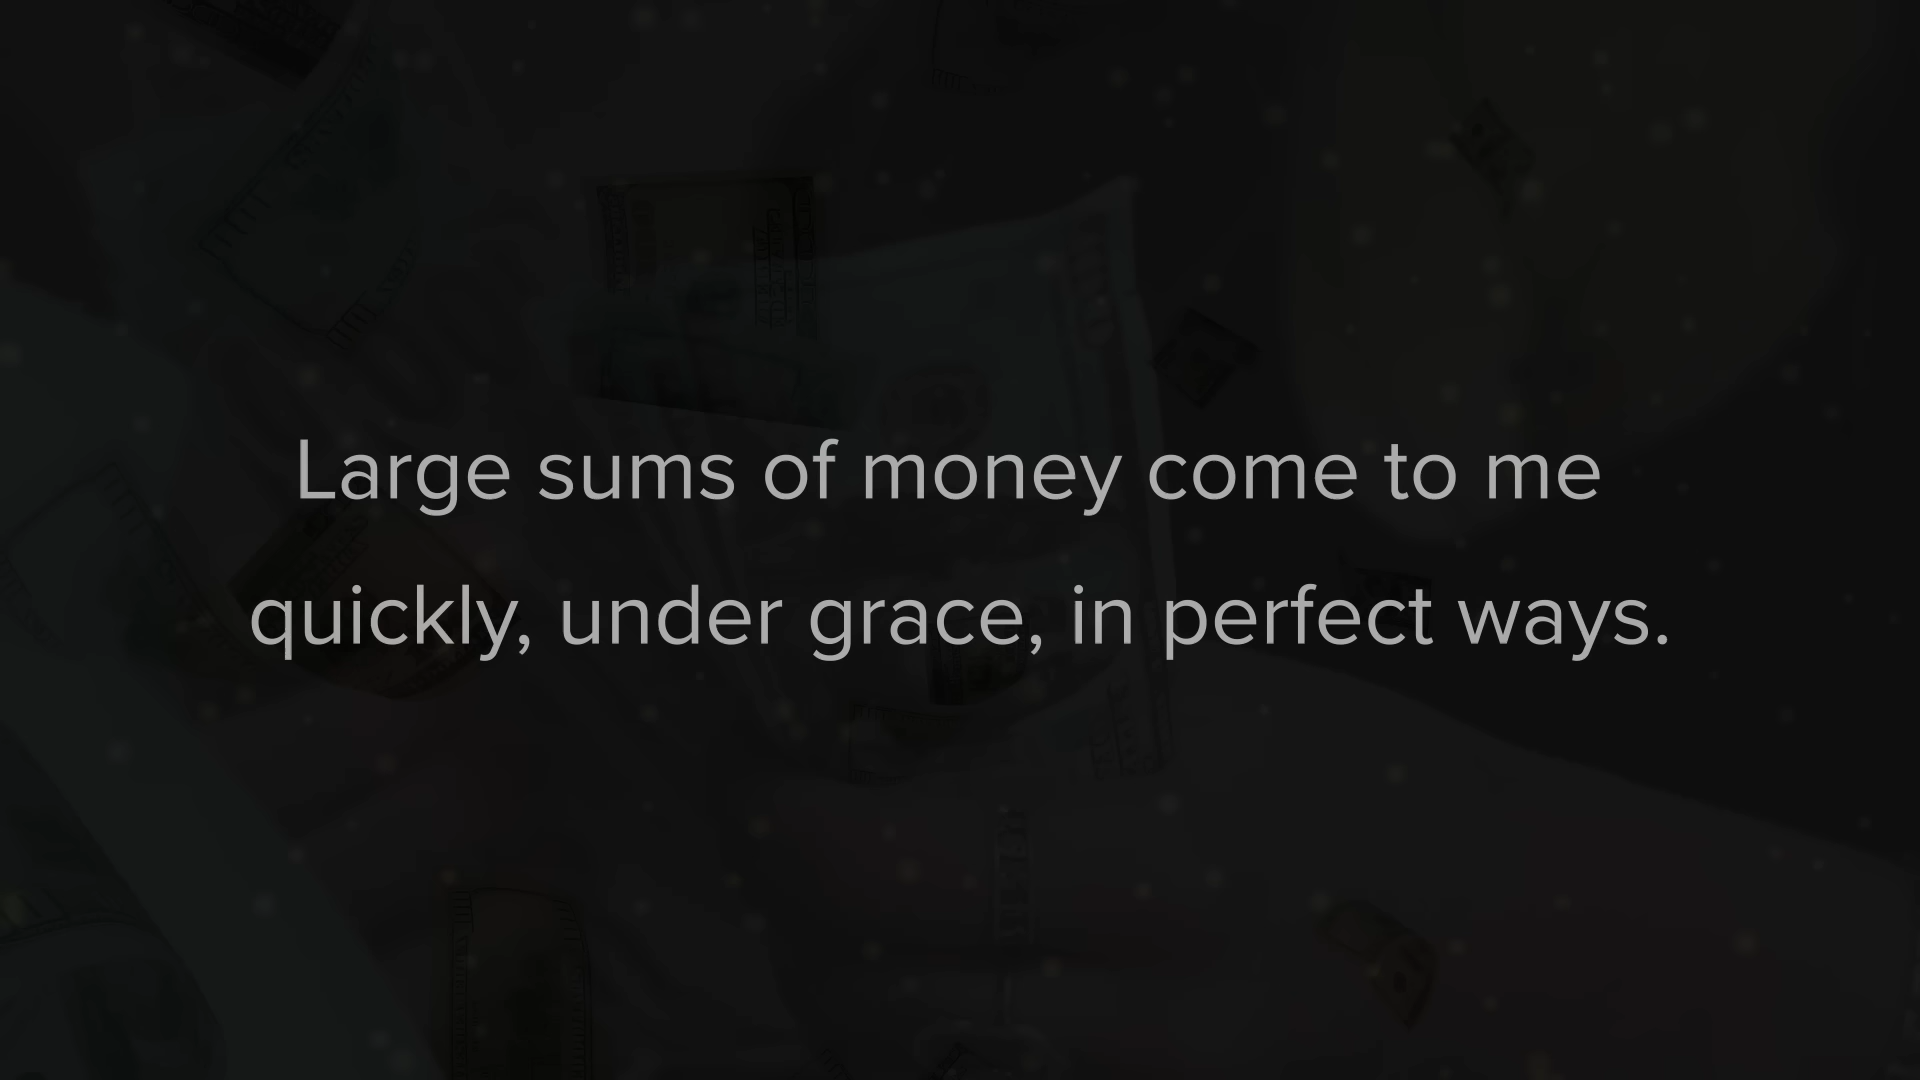 Large sums of money come to me
quickly, under grace, in perfect ways.